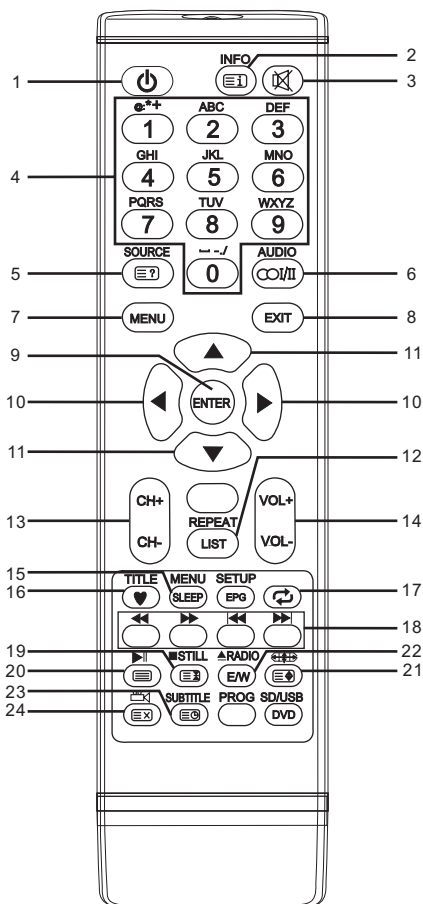 INFO
2
1
3
@:*+ ABC DEF
1 2 3
GHI JKL MNO
4
4 5 6
PQRS TUV WXYZ
7 8 9
SOURCE ⎵ -./ AUDIO
5
? 0 I/II
6
7
MENU EXIT
8
9
11
10
ENTER
10
11
12
CH+ VOL+
13
REPEAT
14
CH- LIST VOL-
15
TITLE MENU SETUP
16
SLEEP EPG
17
18
19
STILL RADIO
22
20
E/W
21
23
SUBTITLE PROG SD/USB
24
X DVD